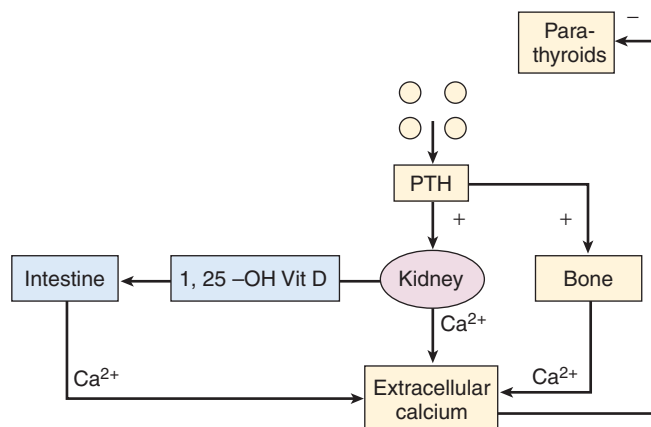 Para-
thyroids
−
PTH
+
+
Intestine
1, 25 –OH Vit D
Kidney
Bone
Ca²⁺
Ca²⁺
Ca²⁺
Extracellular
calcium